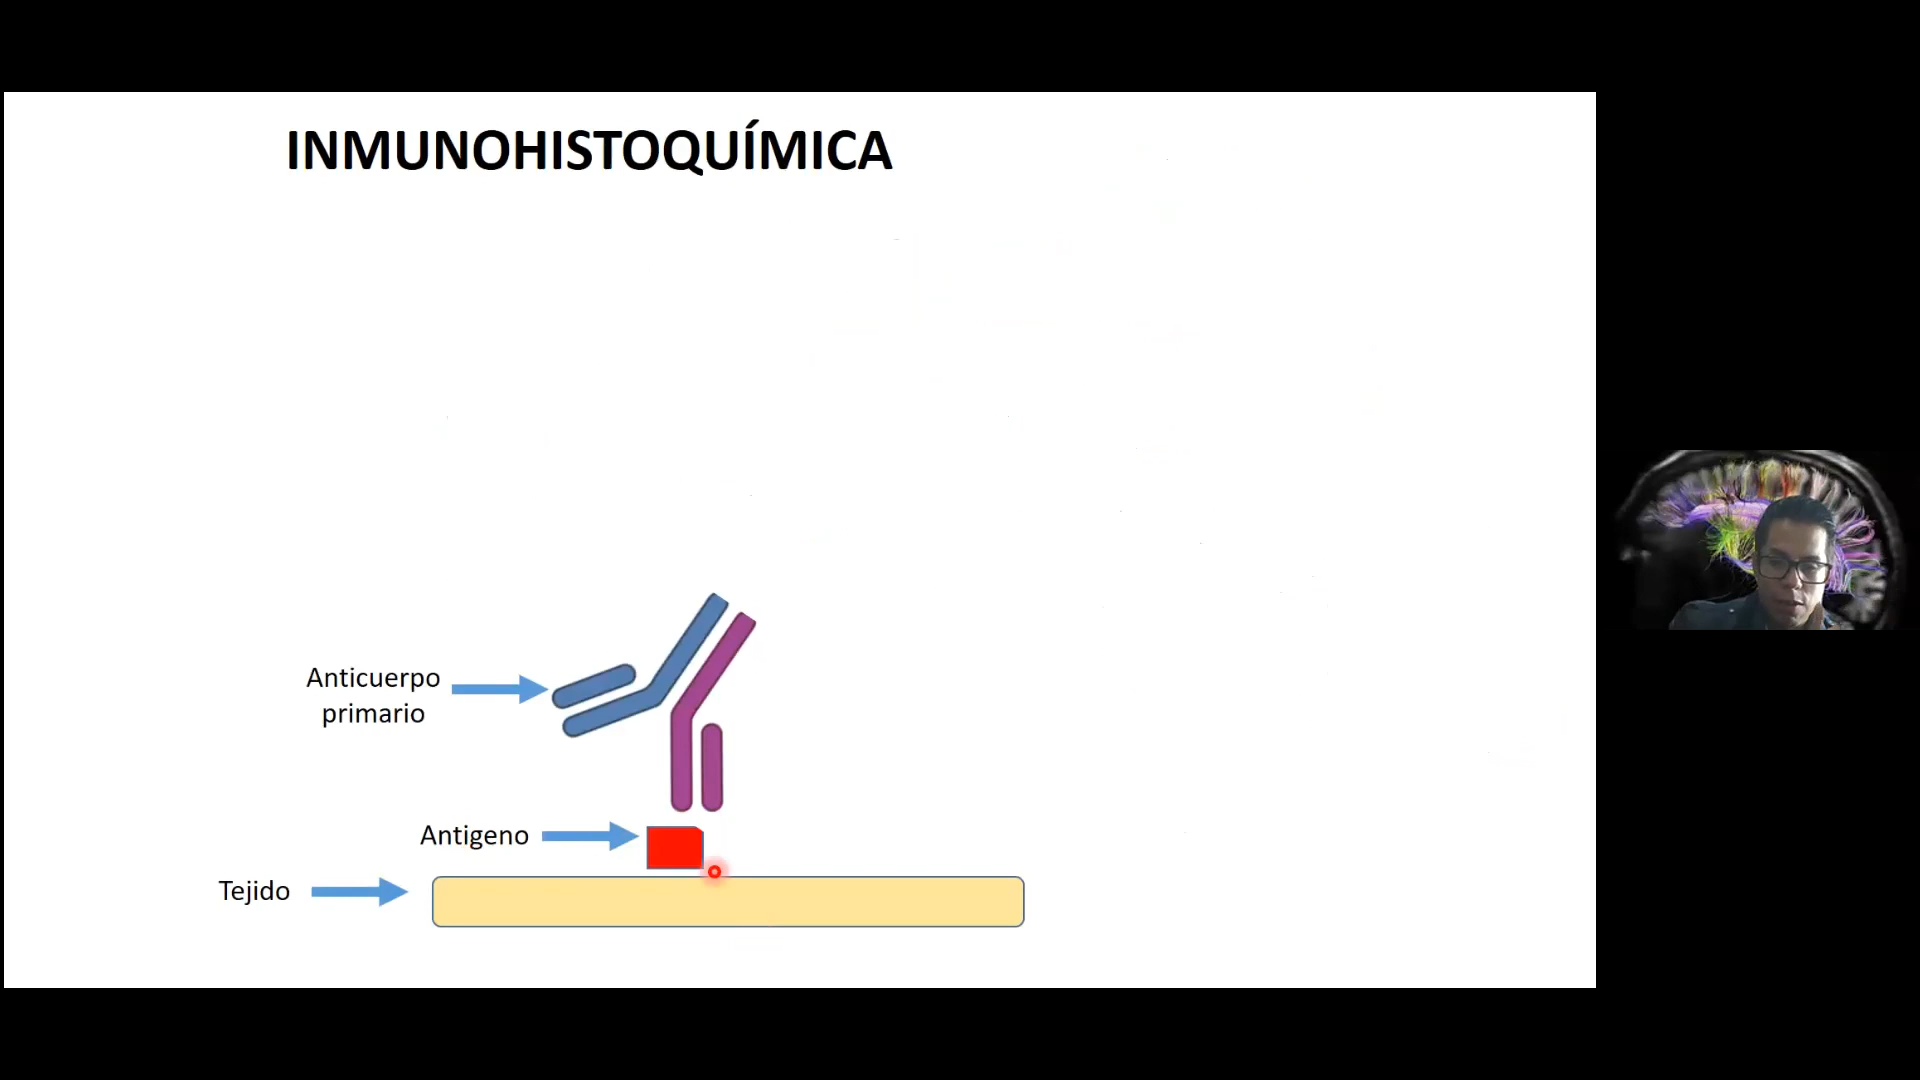 INMUNOHISTOQUÍMICA
Anticuerpo
primario
Antigeno
Tejido